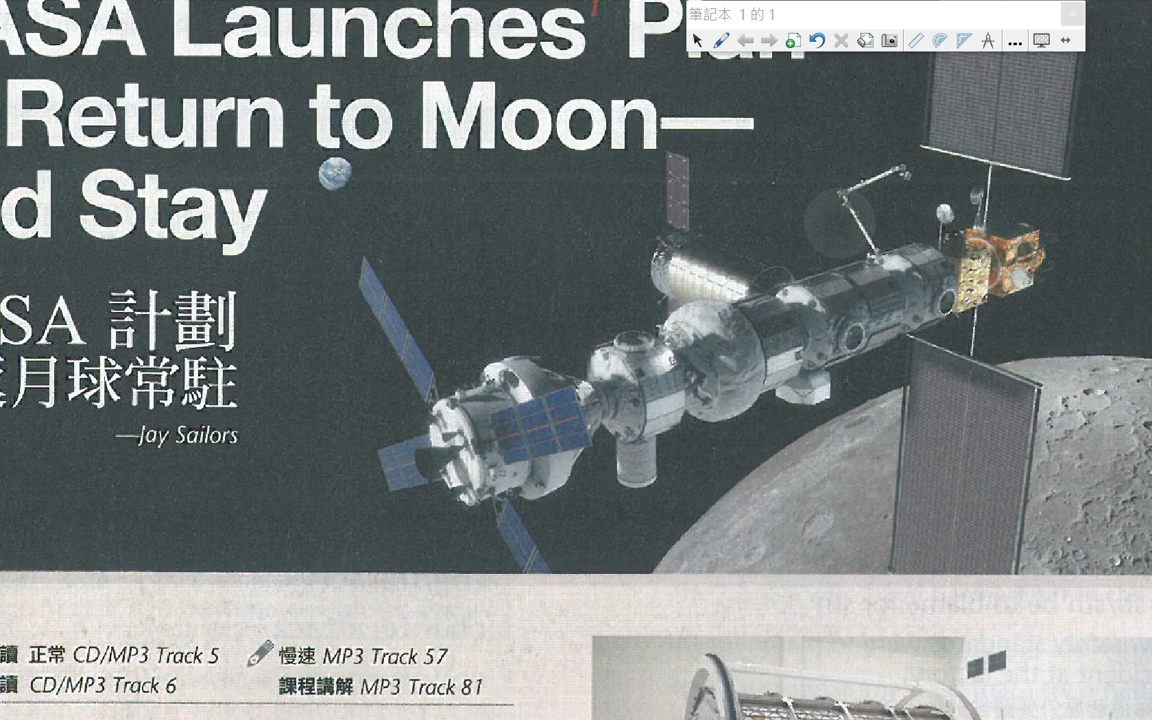 ASA Launches Plan
Return to Moon—
d Stay
SA 計劃
月球常駐
—Jay Sailors
讀 正常 CD/MP3 Track 5
慢速 MP3 Track 57
讀 CD/MP3 Track 6
課程講解 MP3 Track 81
筆記本 1 的 1